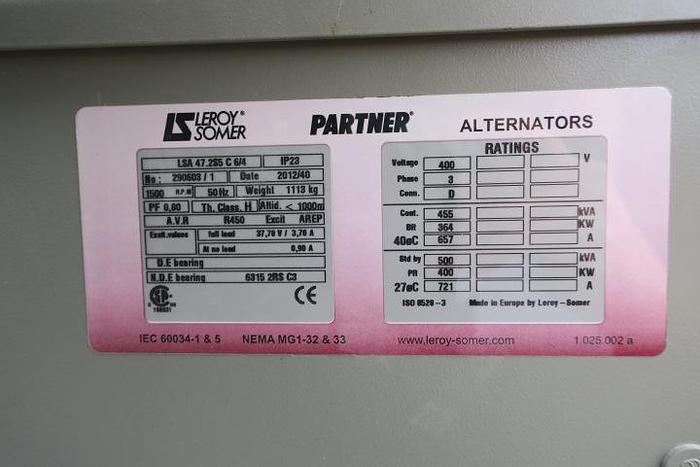 LS LEROY® SOMER PARTNER® ALTERNATORS
LSA 47.2S5 C 6/4 IP23
No : 290603 / 1 Date 2012/40
1500 R.P.M 50 Hz Weight 1113 kg
PF 0,80 Th. Class. H Altid. < 1000m
A.V.R R450 Excit AREP
Excit.values full load 37,70 V / 3,70 A
At no load 0,90 A
D.E bearing
N.D.E bearing 6315 2RS C3
CE
RATINGS
Voltage 400 V
Phase 3
Conn. D
Cont. 455 kVA
BR 364 KW
40øC 657 A
Std by 500 kVA
PR 400 KW
27øC 721 A
ISO 8528 -3 Made in Europe by Leroy - Somer
IEC 60034-1 & 5 NEMA MG1-32 & 33 www.leroy-somer.com 1.025.002 a